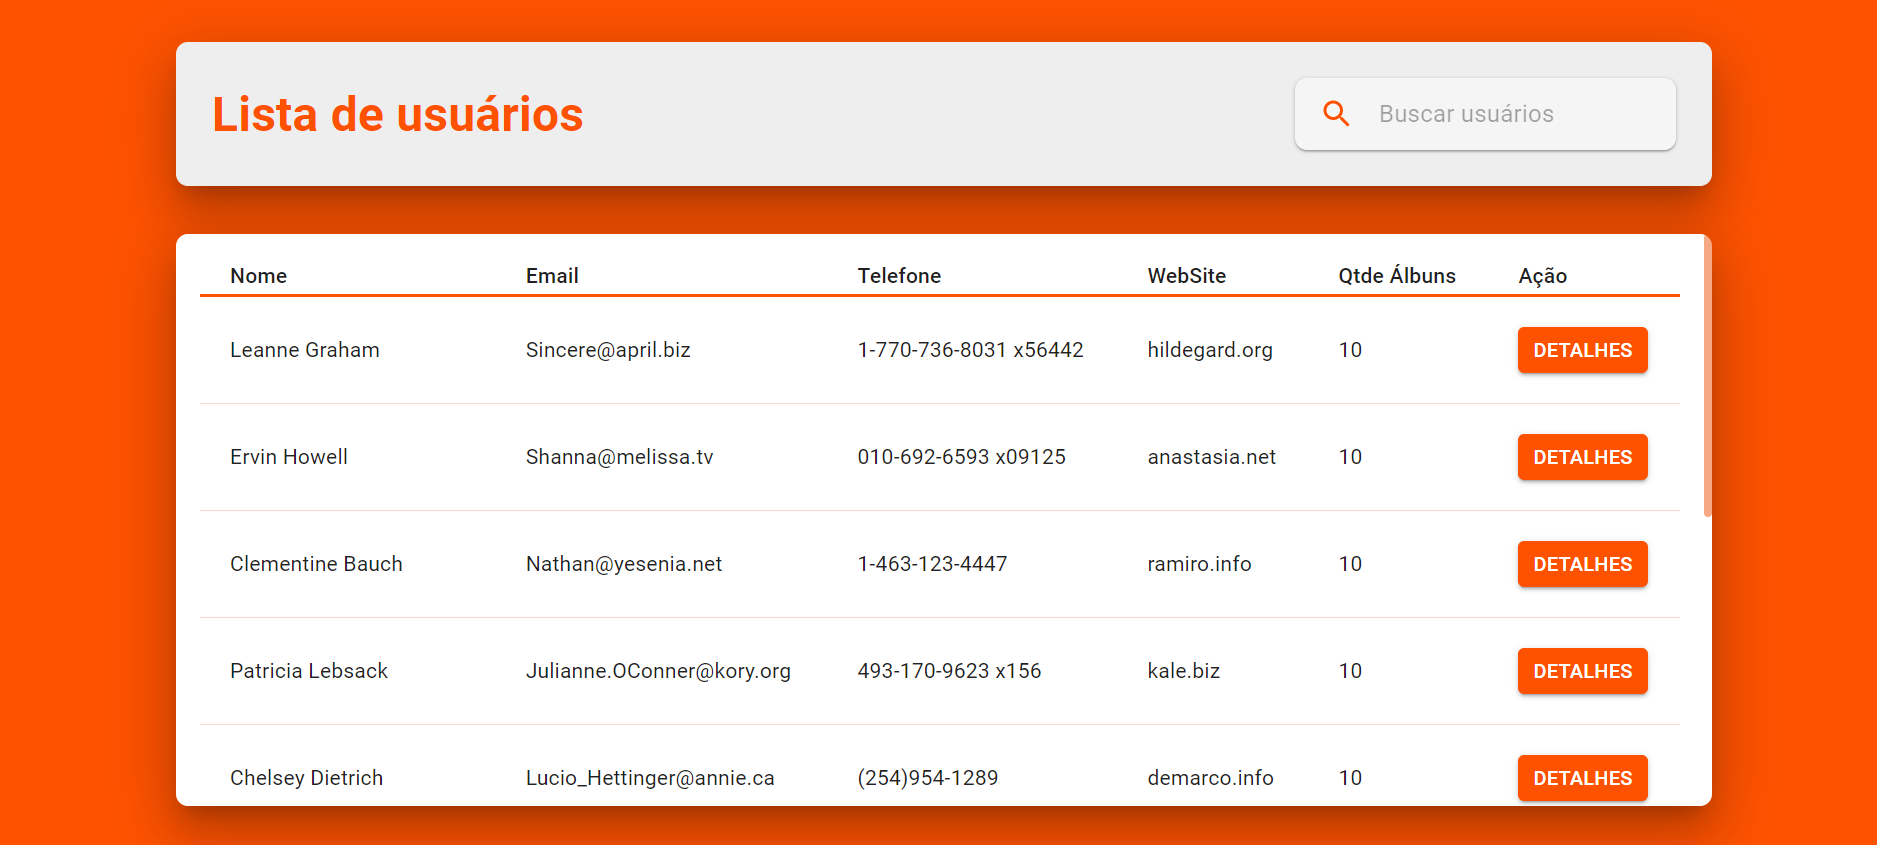 Lista de usuários
Buscar usuários
Nome Email Telefone WebSite Qtde Álbuns Ação
Leanne Graham Sincere@april.biz 1-770-736-8031 x56442 hildegard.org 10 DETALHES
Ervin Howell Shanna@melissa.tv 010-692-6593 x09125 anastasia.net 10 DETALHES
Clementine Bauch Nathan@yesenia.net 1-463-123-4447 ramiro.info 10 DETALHES
Patricia Lebsack Julianne.OConner@kory.org 493-170-9623 x156 kale.biz 10 DETALHES
Chelsey Dietrich Lucio_Hettinger@annie.ca (254)954-1289 demarco.info 10 DETALHES